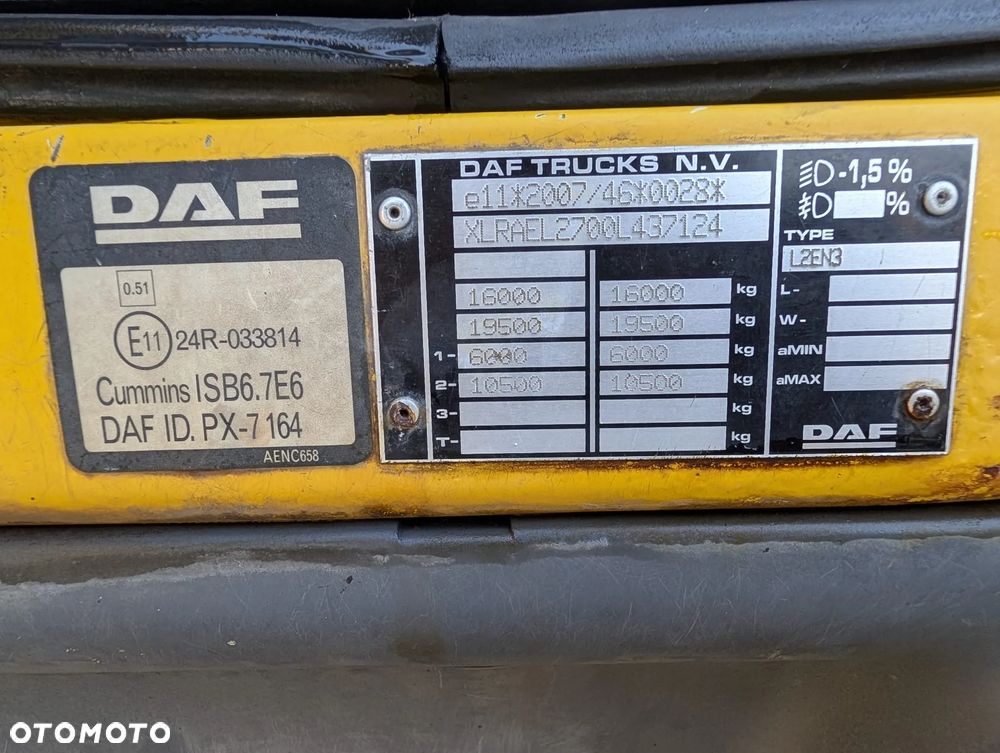 DAF
0.51
E11 24R-033814
Cummins ISB6.7E6
DAF ID. PX-7 164
AENC658
DAF TRUCKS N.V.
e11*2007/46*0028*
XLRAEL2700L437124
16000 16000 kg
19500 19500 kg
1- 6000 6000 kg
2- 10500 10500 kg
3- kg
T- kg
-1,5%
%
TYPE
L2EN3
L-
W-
aMIN
aMAX
DAF
OTOMOTO